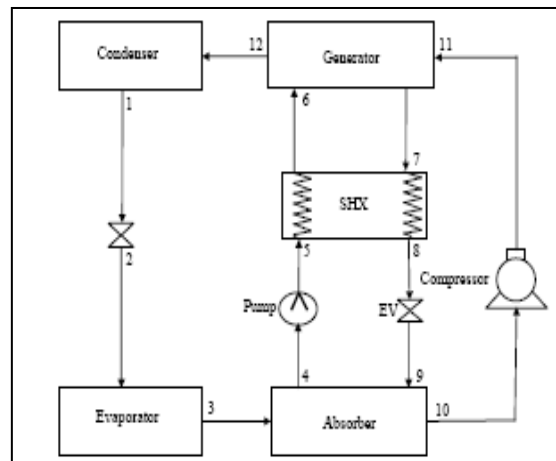 Condenser
12
Generator
11
1
6
7
SHX
2
5
8
Compressor
Pump
EV
4
9
Evaporator
3
Absorber
10